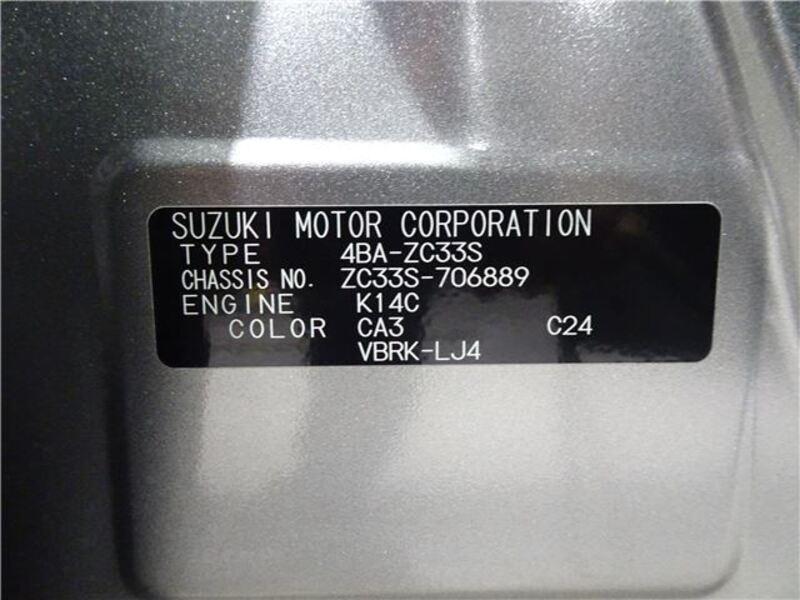 SUZUKI MOTOR CORPORATION
TYPE 4BA-ZC33S
CHASSIS NO. ZC33S-706889
ENGINE K14C
COLOR CA3 C24
VBRK-LJ4